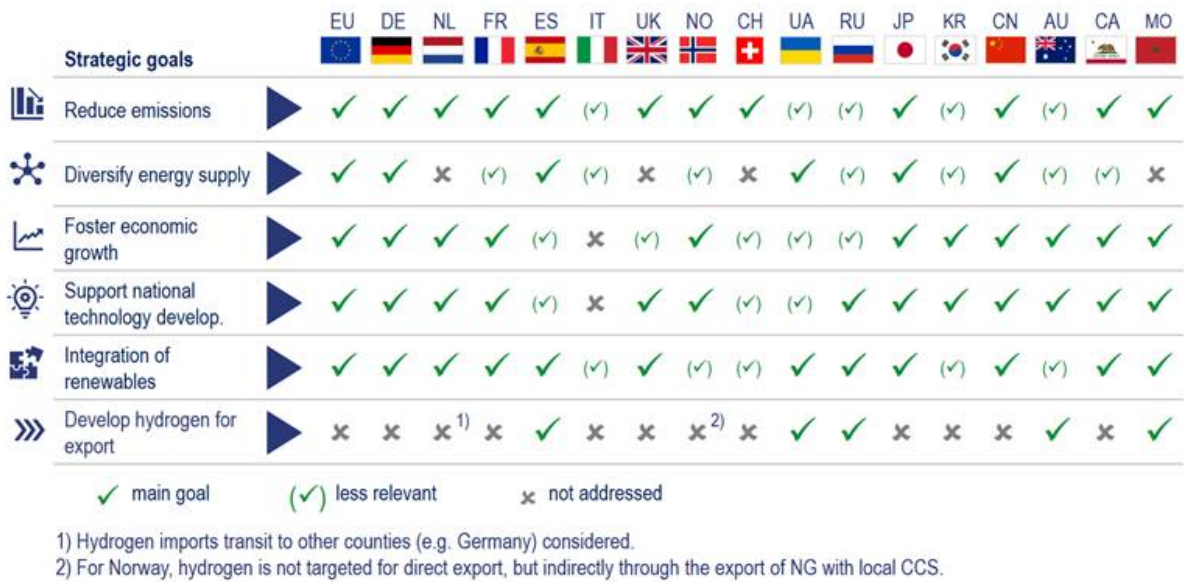 EU DE NL FR ES IT UK NO CH UA RU JP KR CN AU CA MO
Strategic goals
Reduce emissions ✓ ✓ ✓ ✓ ✓ (✓) ✓ ✓ ✓ (✓) (✓) ✓ (✓) ✓ (✓) ✓ ✓
Diversify energy supply ✓ ✓ ✗ (✓) ✓ (✓) ✗ (✓) ✗ ✓ (✓) ✓ (✓) ✓ (✓) (✓) ✗
Foster economic
growth ✓ ✓ ✓ ✓ (✓) ✗ (✓) ✓ (✓) (✓) (✓) ✓ ✓ ✓ ✓ ✓ ✓
Support national
technology develop. ✓ ✓ ✓ ✓ (✓) ✗ ✓ ✓ (✓) (✓) ✓ ✓ ✓ ✓ ✓ ✓ ✓
Integration of
renewables ✓ ✓ ✓ ✓ ✓ (✓) ✓ (✓) (✓) ✓ ✓ ✓ (✓) ✓ (✓) ✓ ✓
Develop hydrogen for
export ✗ ✗ ✗ 1) ✗ ✓ ✗ ✗ ✗ 2) ✗ ✓ ✓ ✗ ✗ ✗ ✓ ✗ ✓
✓ main goal (✓) less relevant ✗ not addressed
1) Hydrogen imports transit to other counties (e.g. Germany) considered.
2) For Norway, hydrogen is not targeted for direct export, but indirectly through the export of NG with local CCS.